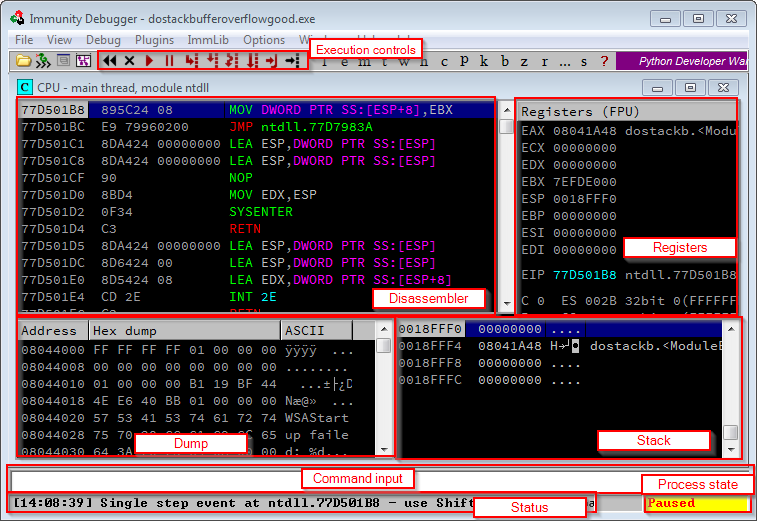 Immunity Debugger - dostackbufferoverflowgood.exe
File View Debug Plugins ImmLib Options
Execution controls
l e m t w h c p k b z r ... s ?
Python Developer Wan
CPU - main thread, module ntdll
77D501B8 895C24 08 MOV DWORD PTR SS:[ESP+8],EBX
77D501BC E9 79960200 JMP ntdll.77D7983A
77D501C1 8DA424 00000000 LEA ESP,DWORD PTR SS:[ESP]
77D501C8 8DA424 00000000 LEA ESP,DWORD PTR SS:[ESP]
77D501CF 90 NOP
77D501D0 8BD4 MOV EDX,ESP
77D501D2 0F34 SYSENTER
77D501D4 C3 RETN
77D501D5 8DA424 00000000 LEA ESP,DWORD PTR SS:[ESP]
77D501DC 8D6424 00 LEA ESP,DWORD PTR SS:[ESP]
77D501E0 8D5424 08 LEA EDX,DWORD PTR SS:[ESP+8]
77D501E4 CD 2E INT 2E
Disassembler
Registers (FPU)
EAX 08041A48 dostackb.<Modu
ECX 00000000
EDX 00000000
EBX 7EFDE000
ESP 0018FFF0
EBP 00000000
ESI 00000000
EDI 00000000
Registers
EIP 77D501B8 ntdll.77D501B8
C 0 ES 002B 32bit 0(FFFFFF
Address Hex dump ASCII
08044000 FF FF FF FF 01 00 00 00 ÿÿÿÿ ...
08044008 00 00 00 00 00 00 00 00 ........
08044010 01 00 00 00 B1 19 BF 44 ...±├¿D
08044018 4E E6 40 BB 01 00 00 00 Næ@» ...
08044020 57 53 41 53 74 61 72 74 WSAStart
08044028 75 70 65 up faile
08044030 64 3A d: %d...
Dump
0018FFF0 00000000 ....
0018FFF4 08041A48 H→ dostackb.<ModuleE
0018FFF8 00000000 ....
0018FFFC 00000000 ....
Stack
Command input
Process state
[14:08:39] Single step event at ntdll.77D501B8 - use Shift
Status
Paused